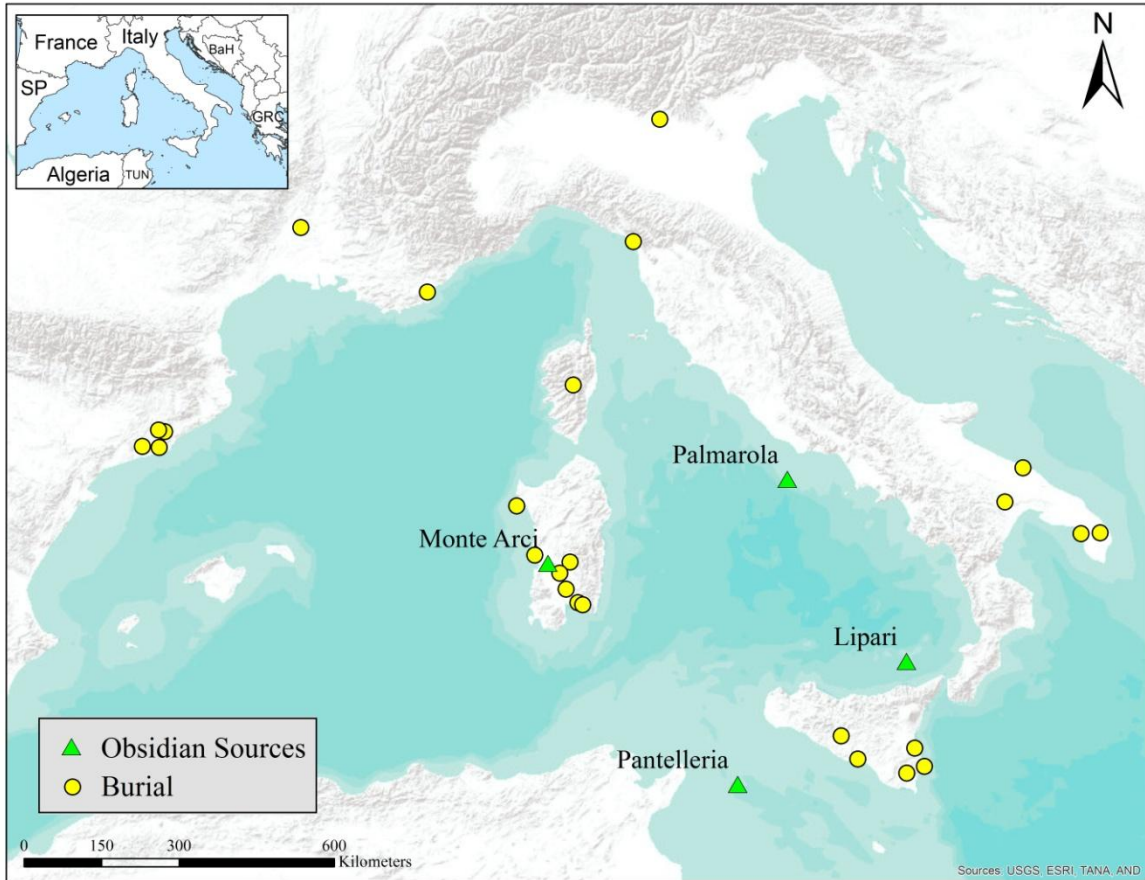 France
Italy
BaH
SP
GRC
Algeria
TUN
N
Palmarola
Monte Arci
Lipari
Pantelleria
Obsidian Sources
Burial
0 150 300 600
Kilometers
Sources: USGS, ESRI, TANA, AND